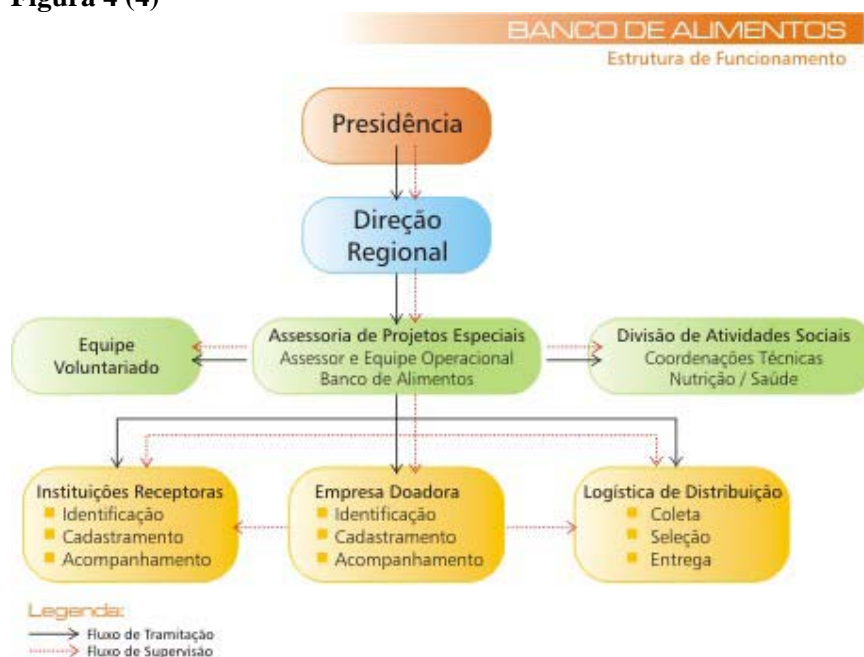 Figura 4 (4)
BANCO DE ALIMENTOS
Estrutura de Funcionamento
Presidência
Direção
Regional
Equipe
Voluntariado
Assessoria de Projetos Especiais
Assessor e Equipe Operacional
Banco de Alimentos
Divisão de Atividades Sociais
Coordenações Técnicas
Nutrição / Saúde
Instituições Receptoras
Identificação
Cadastramento
Acompanhamento
Empresa Doadora
Identificação
Cadastramento
Acompanhamento
Logística de Distribuição
Coleta
Seleção
Entrega
Legenda:
Fluxo de Tramitação
Fluxo de Supervisão